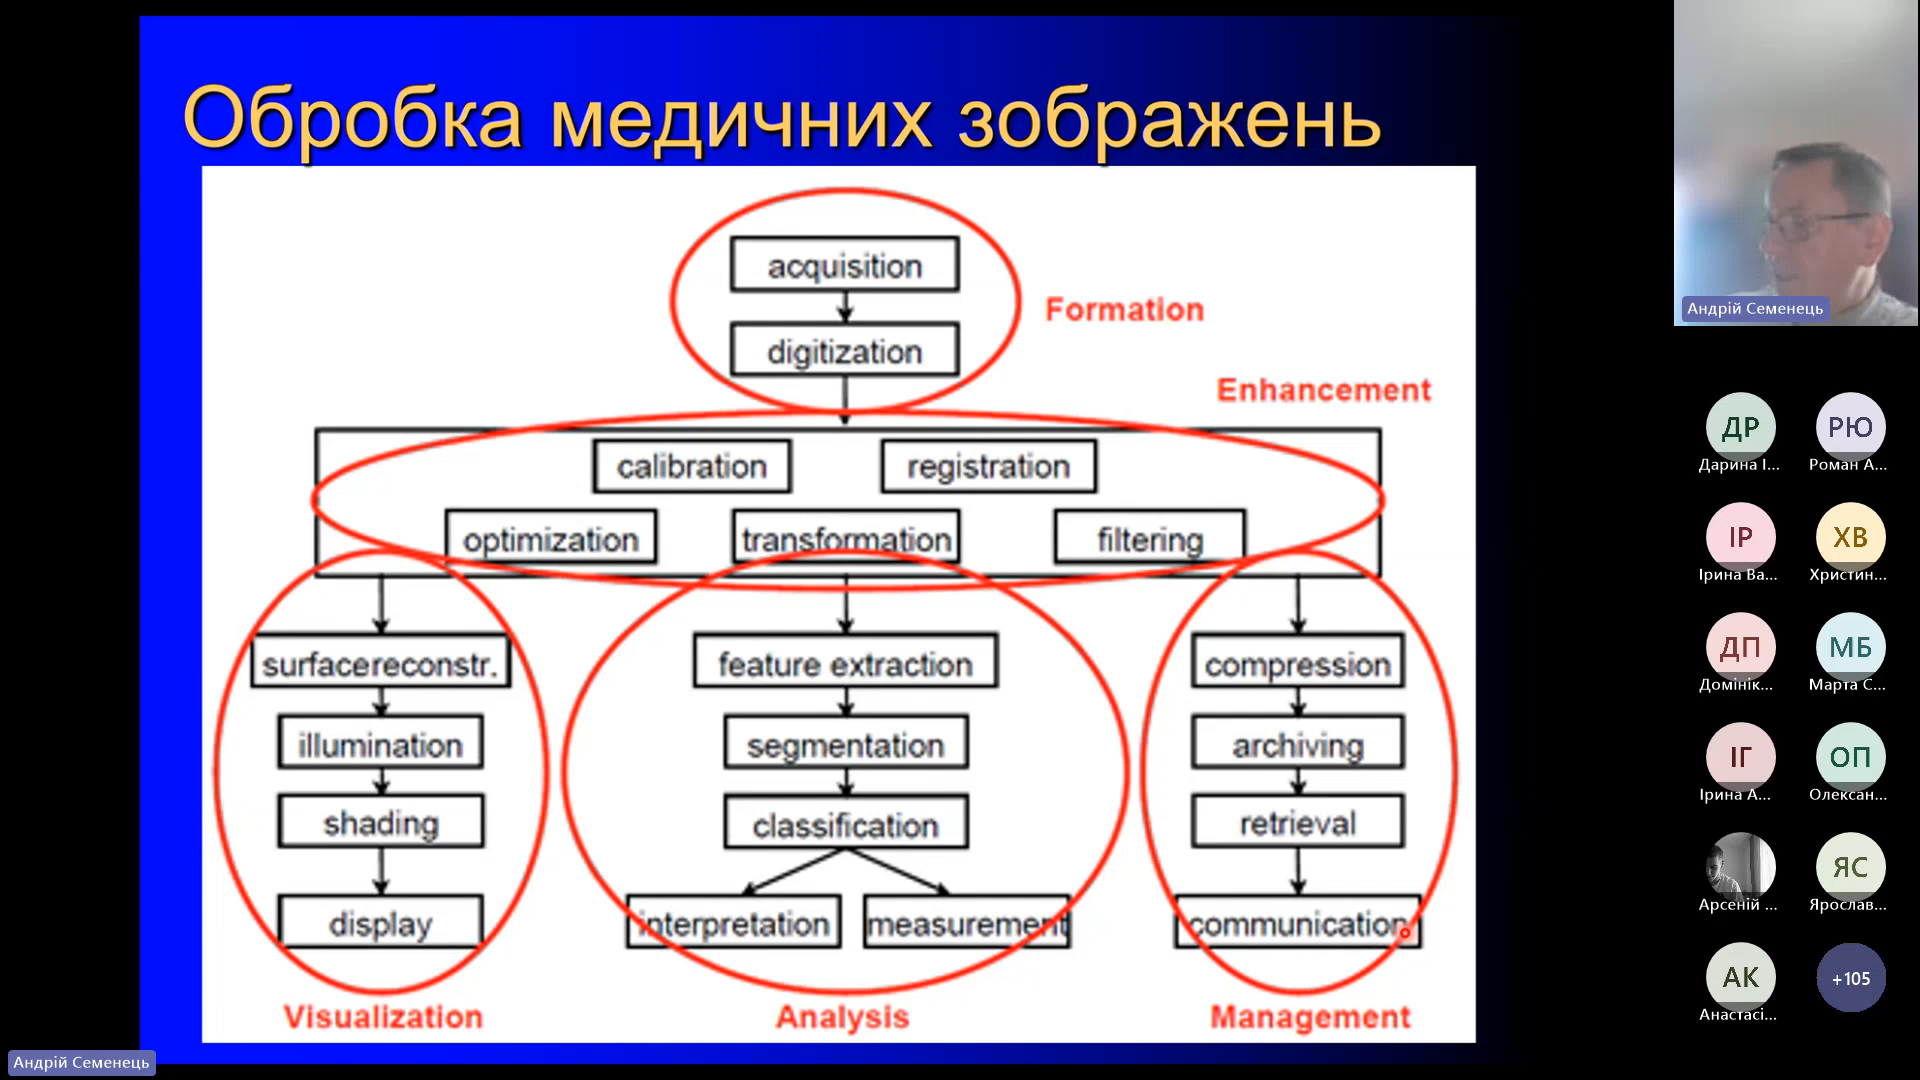 Обробка медичних зображень
acquisition
digitization
Formation
Enhancement
calibration
registration
optimization
transformation
filtering
surfacereconstr.
illumination
shading
display
Visualization
feature extraction
segmentation
classification
interpretation
measurement
Analysis
compression
archiving
retrieval
communication
Management
Андрій Семенець
Андрій Семенець
ДР
Дарина І...
РЮ
Роман А...
ІР
Ірина Ва...
ХВ
Христин...
ДП
Домінік...
МБ
Марта С...
ІГ
Ірина А...
ОП
Олексан...
Арсеній ...
ЯС
Ярослав...
АК
Анастасі...
+105